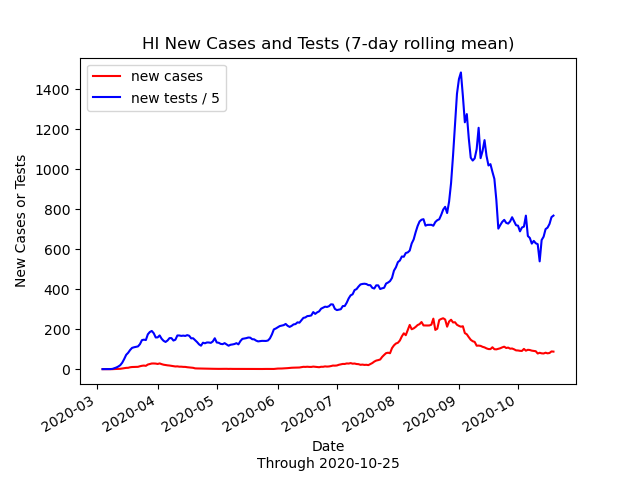 HI New Cases and Tests (7-day rolling mean)
new cases
new tests / 5
New Cases or Tests
1400
1200
1000
800
600
400
200
0
2020-03
2020-04
2020-05
2020-06
2020-07
2020-08
2020-09
2020-10
Date
Through 2020-10-25